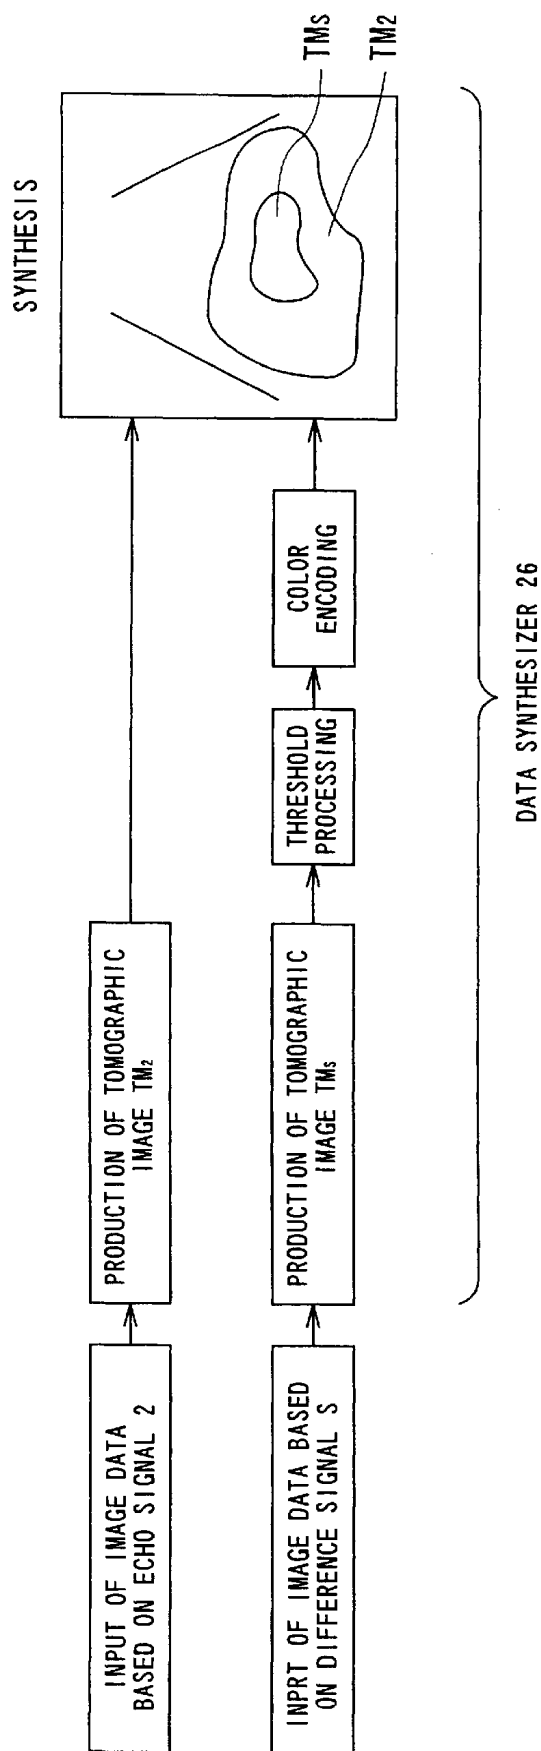 INPUT OF IMAGE DATA
BASED ON ECHO SIGNAL 2
PRODUCTION OF TOMOGRAPHIC
IMAGE TM2
SYNTHESIS
TMS
TM2
INPRT OF IMAGE DATA BASED
ON DIFFERENCE SIGNAL S
PRODUCTION OF TOMOGRAPHIC
IMAGE TMS
THRESHOLD
PROCESSING
COLOR
ENCODING
DATA SYNTHESIZER 26